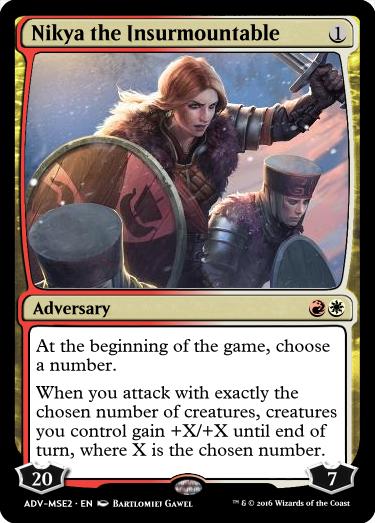 Nikya the Insurmountable 1
Adversary
At the beginning of the game, choose
a number.
When you attack with exactly the
chosen number of creatures, creatures
you control gain +X/+X until end of
turn, where X is the chosen number.
20 7
ADV-MSE2 • EN Bartlomiej Gawel ™ & © 2016 Wizards of the Coast